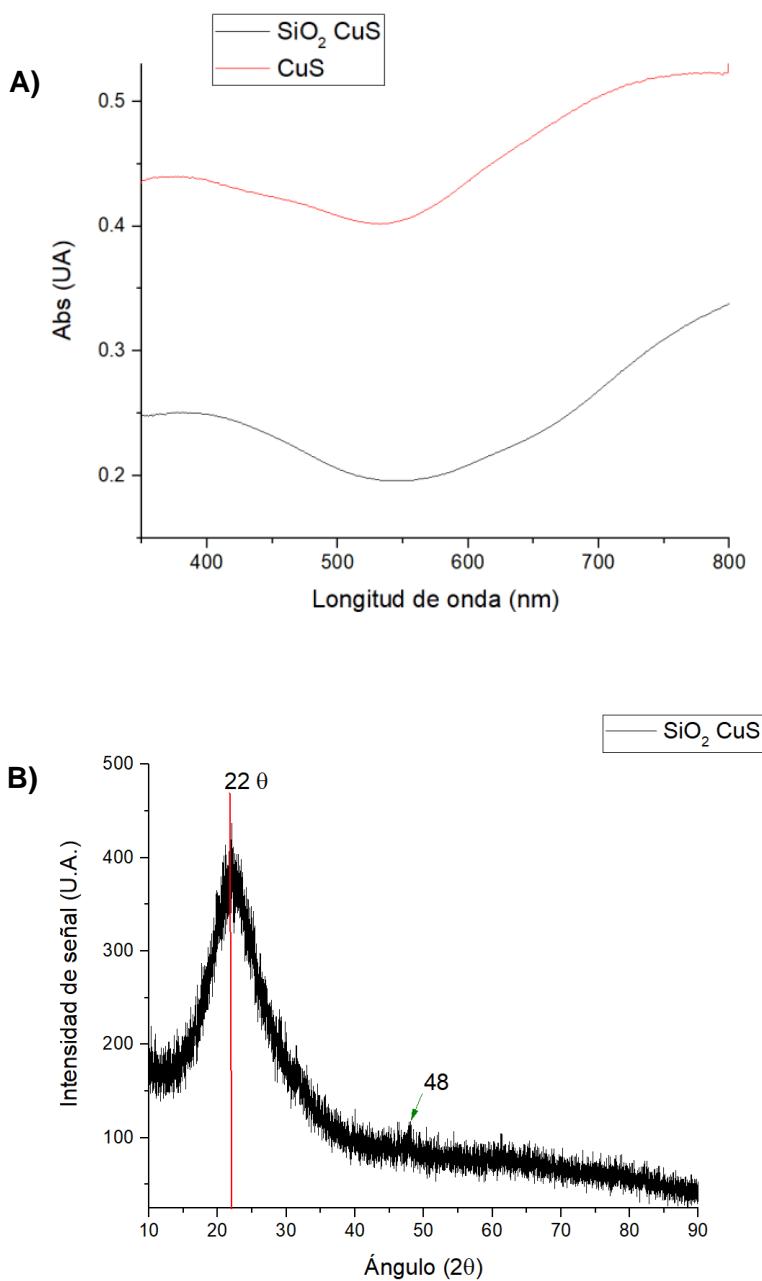 SiO₂ CuS
CuS
A)
0.5
0.4
0.3
0.2
Abs (UA)
400 500 600 700 800
Longitud de onda (nm)
SiO₂ CuS
B)
500
400
300
200
100
22 θ
48
Intensidad de señal (U.A.)
10 20 30 40 50 60 70 80 90
Ángulo (2θ)